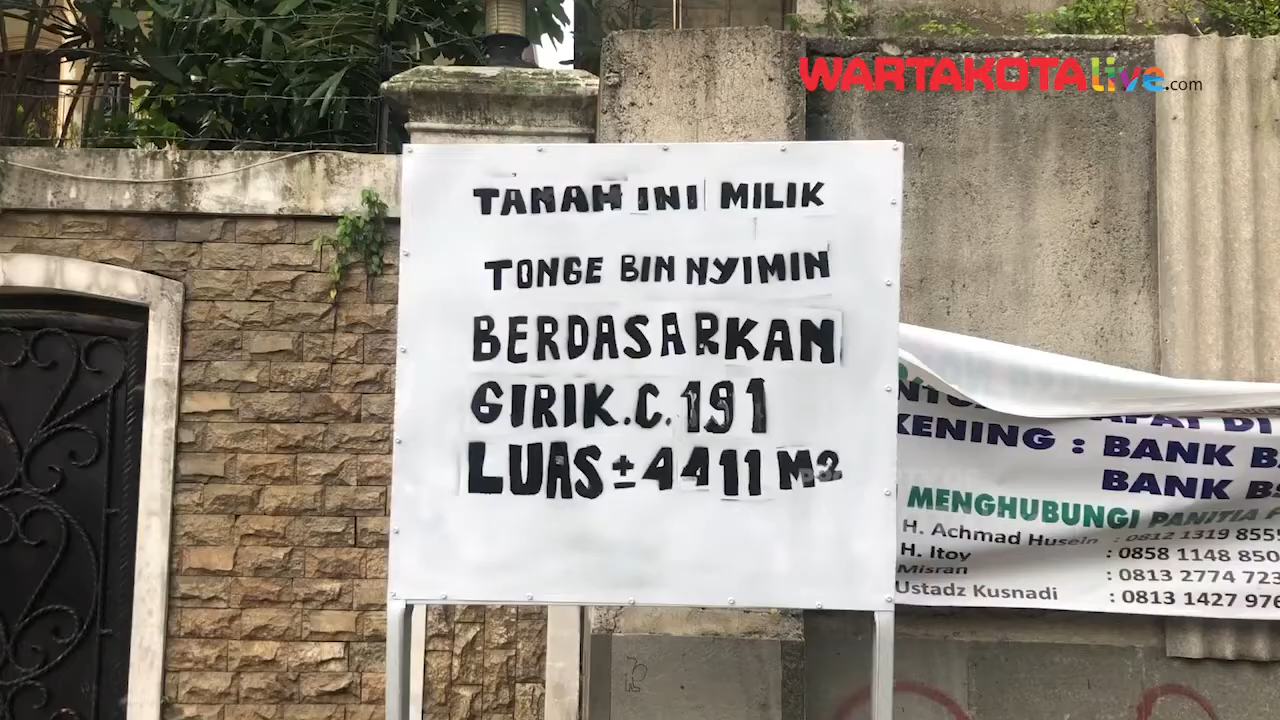 WARTAKOTAlive.com
TANAH INI MILIK
TONGE BIN NYIMIN
BERDASARKAN
GIRIK.C.191
LUAS ± 4411 M2
KENING : BANK
BANK
MENGHUBUNGI PANITIA
H. Achmad Husein : 0812 1319 855
H. Itoy : 0858 1148 850
Misran : 0813 2774 723
Ustadz Kusnadi : 0813 1427 976